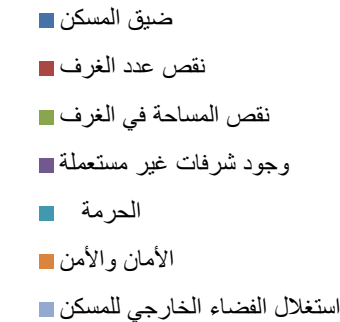 ضيق المسكن
نقص عدد الغرف
نقص المساحة في الغرف
وجود شرفات غير مستعملة
الحرمة
الأمان والأمن
استغلال الفضاء الخارجي للمسكن